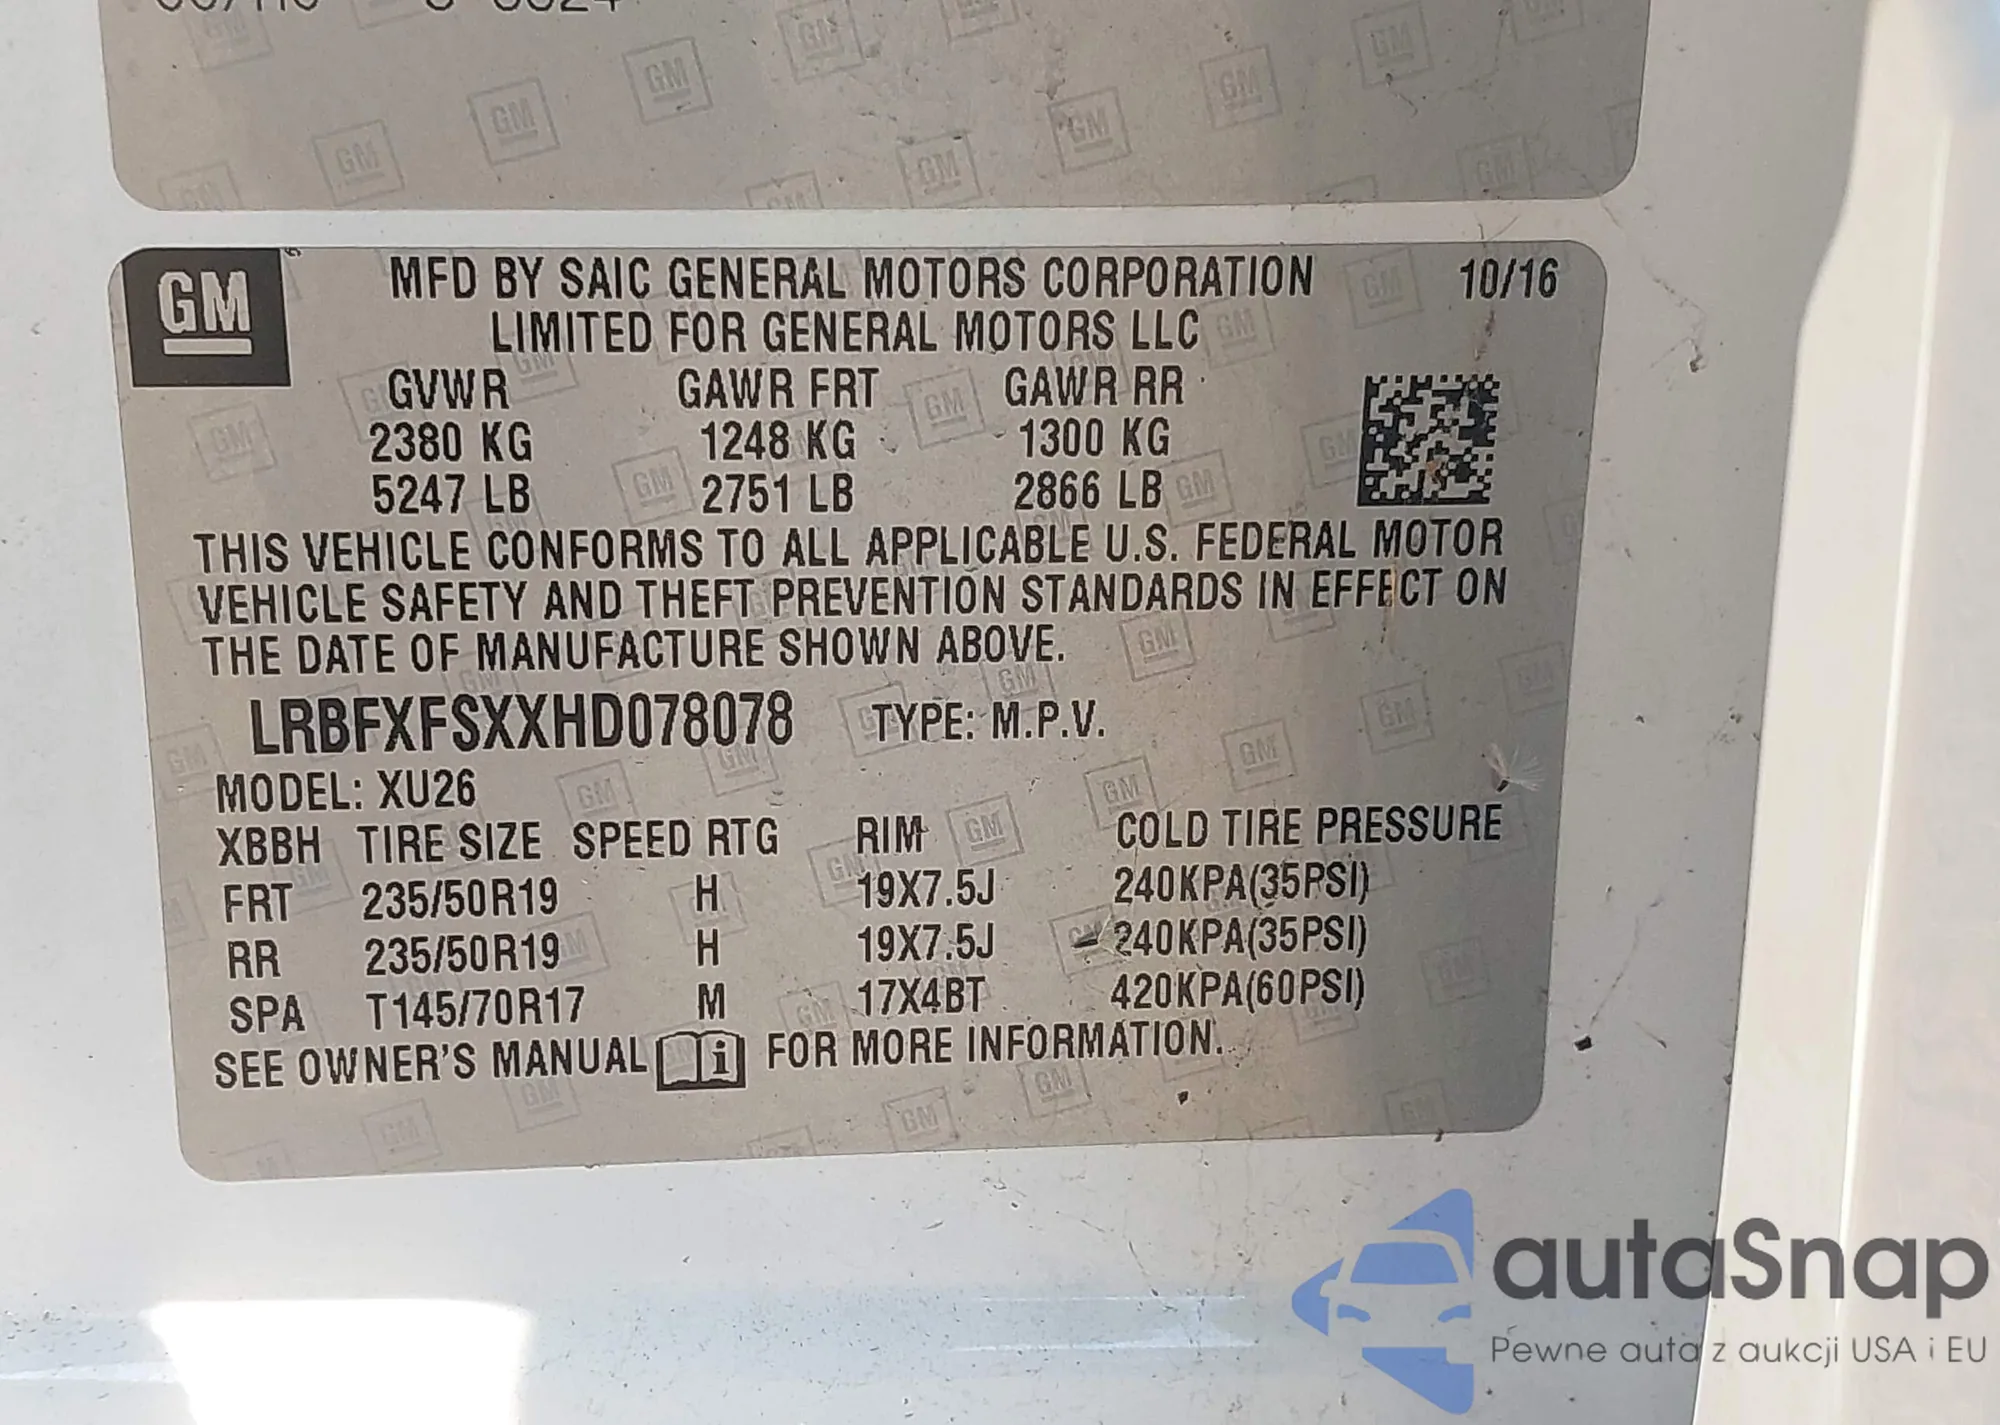 GM
MFD BY SAIC GENERAL MOTORS CORPORATION 10/16
LIMITED FOR GENERAL MOTORS LLC
GVWR GAWR FRT GAWR RR
2380 KG 1248 KG 1300 KG
5247 LB 2751 LB 2866 LB
THIS VEHICLE CONFORMS TO ALL APPLICABLE U.S. FEDERAL MOTOR
VEHICLE SAFETY AND THEFT PREVENTION STANDARDS IN EFFECT ON
THE DATE OF MANUFACTURE SHOWN ABOVE.
LRBFXFSXXHD078078 TYPE: M.P.V.
MODEL: XU26
XBBH TIRE SIZE SPEED RTG RIM COLD TIRE PRESSURE
FRT 235/50R19 H 19X7.5J 240KPA(35PSI)
RR 235/50R19 H 19X7.5J 240KPA(35PSI)
SPA T145/70R17 M 17X4BT 420KPA(60PSI)
SEE OWNER'S MANUAL i FOR MORE INFORMATION.
autaSnap
Pewne auta z aukcji USA i EU